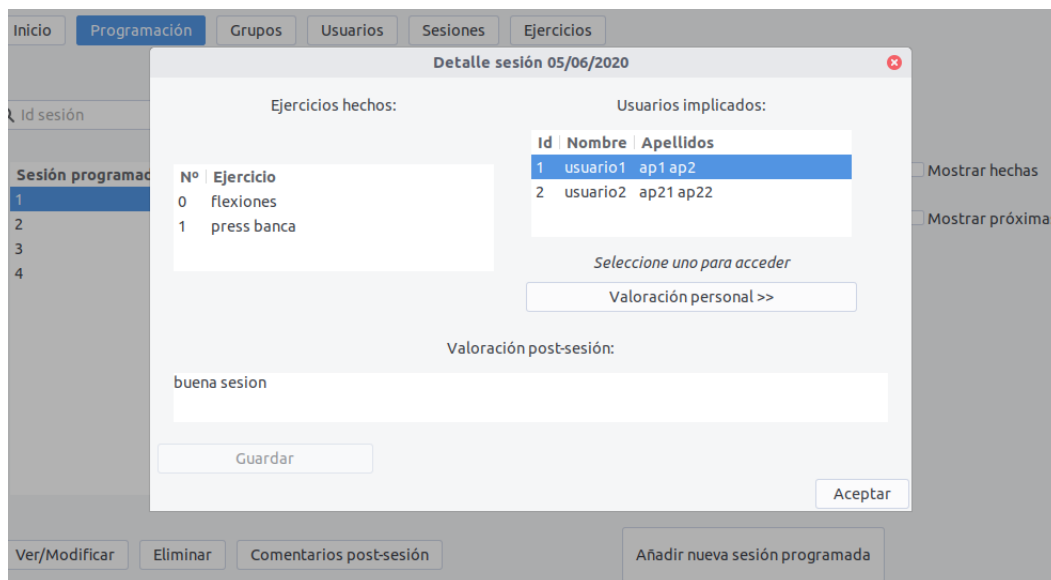 Inicio Programación Grupos Usuarios Sesiones Ejercicios
Detalle sesión 05/06/2020
Ejercicios hechos: Usuarios implicados:
Id sesión
Id Nombre Apellidos
Sesión programad Nº Ejercicio 1 usuario1 ap1 ap2 Mostrar hechas
1 0 flexiones 2 usuario2 ap21 ap22
2 1 press banca Mostrar próxima
3
4 Seleccione uno para acceder
Valoración personal >>
Valoración post-sesión:
buena sesion
Guardar
Aceptar
Ver/Modificar Eliminar Comentarios post-sesión Añadir nueva sesión programada